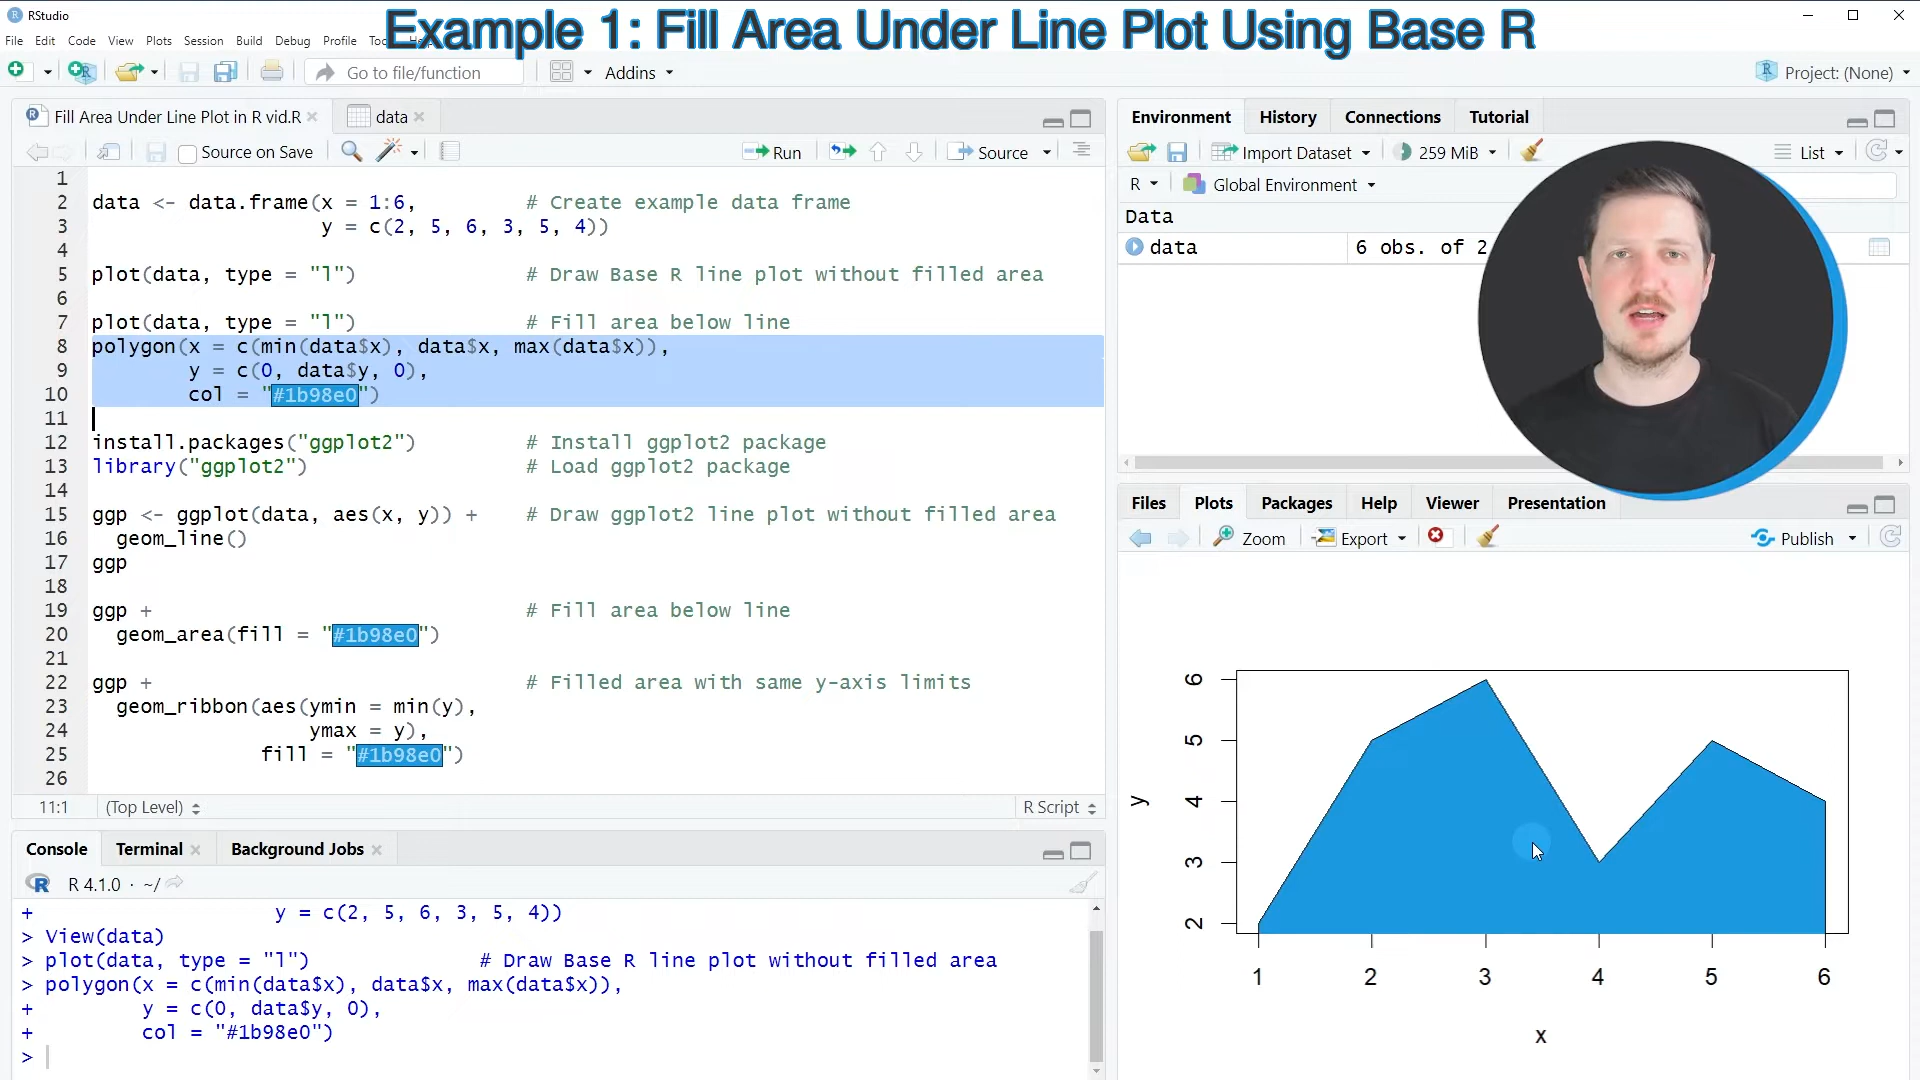 RStudio
Example 1: Fill Area Under Line Plot Using Base R
File Edit Code View Plots Session Build Debug Profile
Go to file/function Addins Project: (None)
Fill Area Under Line Plot in R vid.R data
Source on Save Run Source
1
2 data <- data.frame(x = 1:6, # Create example data frame
3 y = c(2, 5, 6, 3, 5, 4))
4
5 plot(data, type = "l") # Draw Base R line plot without filled area
6
7 plot(data, type = "l") # Fill area below line
8 polygon(x = c(min(data$x), data$x, max(data$x)),
9 y = c(0, data$y, 0),
10 col = "#1b98e0")
11
12 install.packages("ggplot2") # Install ggplot2 package
13 library("ggplot2") # Load ggplot2 package
14
15 ggp <- ggplot(data, aes(x, y)) + # Draw ggplot2 line plot without filled area
16 geom_line()
17 ggp
18
19 ggp + # Fill area below line
20 geom_area(fill = "#1b98e0")
21
22 ggp + # Filled area with same y-axis limits
23 geom_ribbon(aes(ymin = min(y),
24 ymax = y),
25 fill = "#1b98e0")
26
11:1 (Top Level) R Script
Console Terminal Background Jobs
R 4.1.0 · ~/
+ y = c(2, 5, 6, 3, 5, 4))
> View(data)
> plot(data, type = "l") # Draw Base R line plot without filled area
> polygon(x = c(min(data$x), data$x, max(data$x)),
+ y = c(0, data$y, 0),
+ col = "#1b98e0")
>
Environment History Connections Tutorial
Import Dataset 259 MiB List
R Global Environment
Data
data 6 obs. of 2
Files Plots Packages Help Viewer Presentation
Zoom Export Publish
6
5
4
3
2
y
1 2 3 4 5 6
x